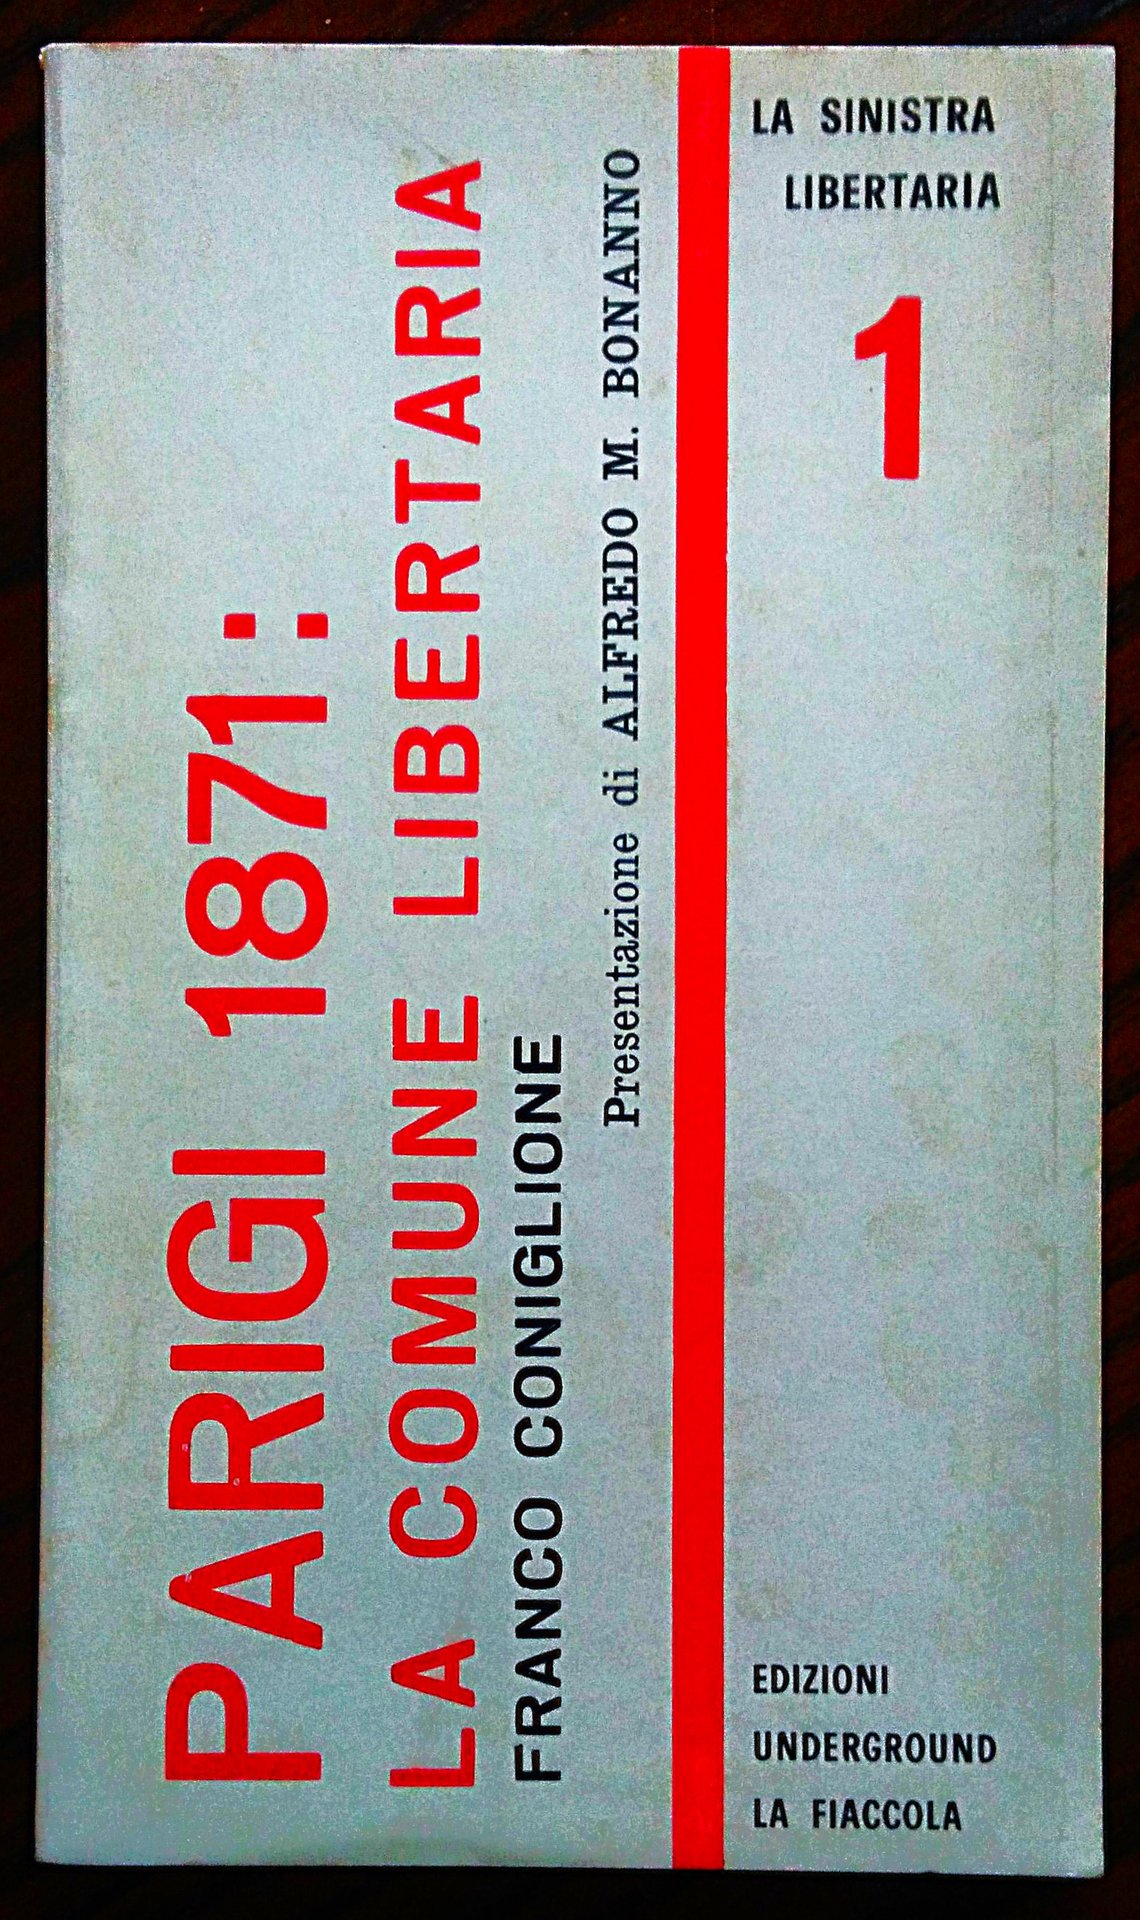 PARIGI 1871:
LA COMUNE LIBERTARIA
FRANCO CONIGLIONE
Presentazione di ALFREDO M. BONANNO
LA SINISTRA
LIBERTARIA
1
EDIZIONI
UNDERGROUND
LA FIACCOLA